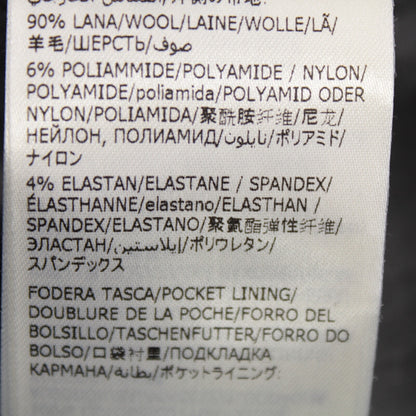 90% LANA/WOOL/LAINE/WOLLE/LÃ/
羊毛/ШЕРСТЬ/صوف/
6% POLIAMMIDE/POLYAMIDE / NYLON/
POLYAMIDE/poliamida/POLYAMID ODER
NYLON/POLIAMIDA/聚酰胺纤维/尼龙/
НЕЙЛОН, ПОЛИАМИД/نايلون/ポリアミド/
ナイロン
4% ELASTAN/ELASTANE / SPANDEX/
ÉLASTHANNE/elastano/ELASTHAN /
SPANDEX/ELASTANO/聚氨酯弹性纤维/
ЭЛАСТАН/إيلاستين/ポリウレタン/
スパンデックス
FODERA TASCA/POCKET LINING/
DOUBLURE DE LA POCHE/FORRO DEL
BOLSILLO/TASCHENFUTTER/FORRO DO
BOLSO/口袋衬里/ПОДКЛАДКА
КАРМАНА/بطانة/ポケットライニング: